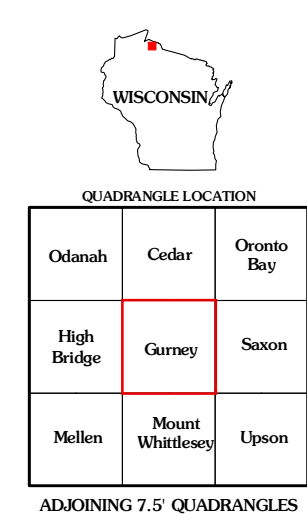 WISCONSIN
QUADRANGLE LOCATION
Odanah
Cedar
Oronto
Bay
High
Bridge
Gurney
Saxon
Mellen
Mount
Whittlesey
Upson
ADJOINING 7.5' QUADRANGLES